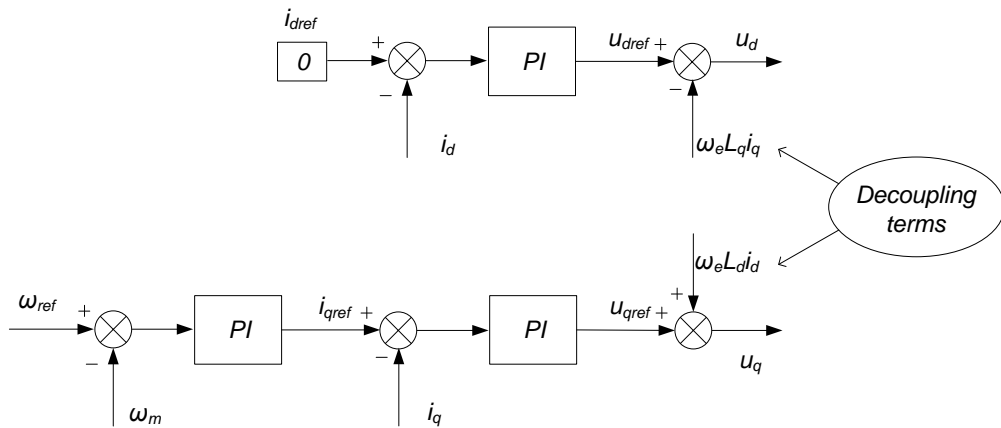 i_dref
0
+
−
PI
u_dref
+
−
u_d
i_d
ω_eL_qi_q
Decoupling
terms
ω_eL_di_d
ω_ref
+
−
PI
i_qref
+
−
PI
u_qref
+
+
u_q
ω_m
i_q